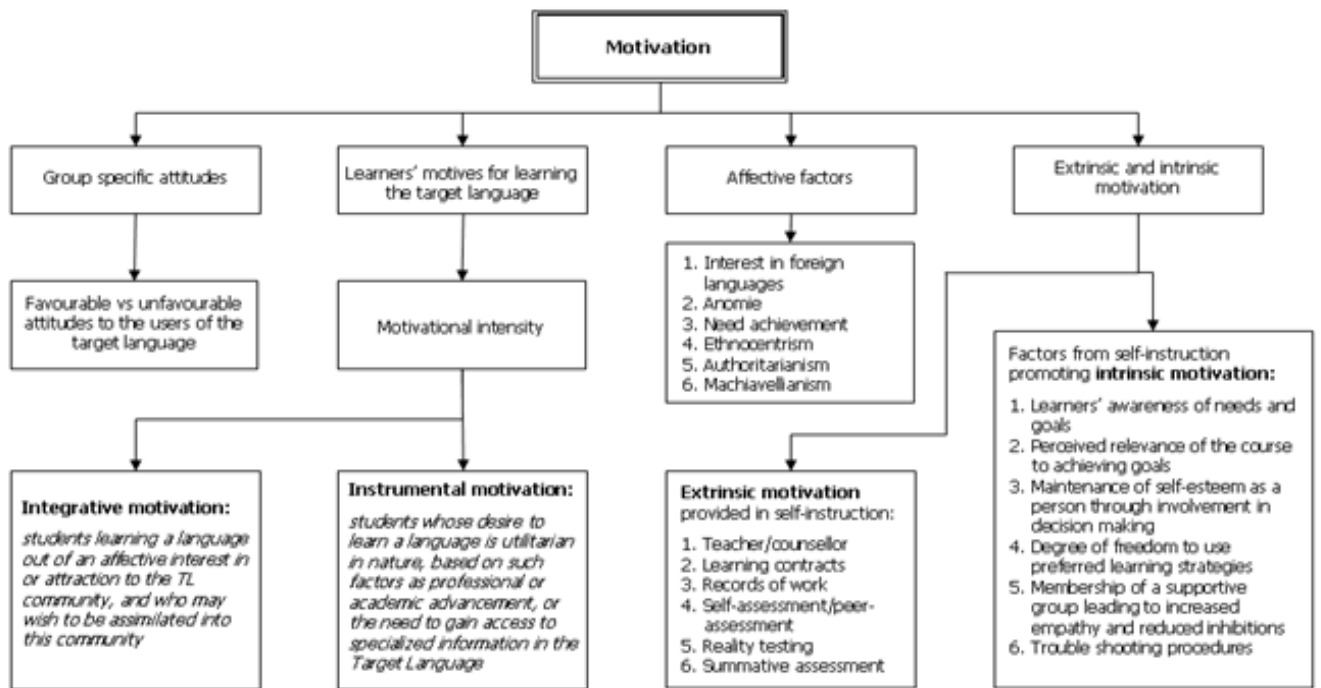 Motivation
Group specific attitudes
Learners' motives for learning
the target language
Affective factors
Extrinsic and intrinsic
motivation
Favourable vs unfavourable
attitudes to the users of the
target language
Motivational intensity
1. Interest in foreign
languages
2. Anomie
3. Need achievement
4. Ethnocentrism
5. Authoritarianism
6. Machiavellianism
Integrative motivation:
students learning a language
out of an affective interest in
or attraction to the TL
community, and who may
wish to be assimilated into
this community
Instrumental motivation:
students whose desire to
learn a language is utilitarian
in nature, based on such
factors as professional or
academic advancement, or
the need to gain access to
specialized information in the
Target Language
Extrinsic motivation
provided in self-instruction:
1. Teacher/counsellor
2. Learning contracts
3. Records of work
4. Self-assessment/peer-
assessment
5. Reality testing
6. Summative assessment
Factors from self-instruction
promoting intrinsic motivation:
1. Learners' awareness of needs and
goals
2. Perceived relevance of the course
to achieving goals
3. Maintenance of self-esteem as a
person through involvement in
decision making
4. Degree of freedom to use
preferred learning strategies
5. Membership of a supportive
group leading to increased
empathy and reduced inhibitions
6. Trouble shooting procedures